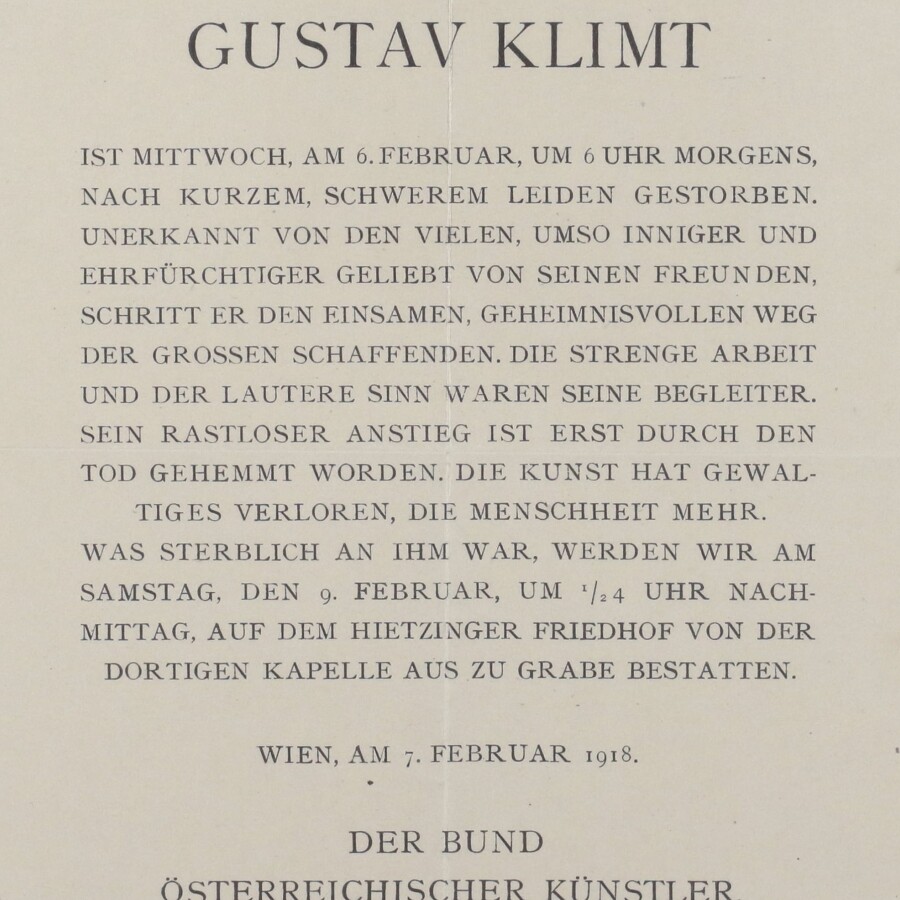 GUSTAV KLIMT
IST MITTWOCH, AM 6. FEBRUAR, UM 6 UHR MORGENS,
NACH KURZEM, SCHWEREM LEIDEN GESTORBEN.
UNERKANNT VON DEN VIELEN, UMSO INNIGER UND
EHRFÜRCHTIGER GELIEBT VON SEINEN FREUNDEN,
SCHRITT ER DEN EINSAMEN, GEHEIMNISVOLLEN WEG
DER GROSSEN SCHAFFENDEN. DIE STRENGE ARBEIT
UND DER LAUTERE SINN WAREN SEINE BEGLEITER.
SEIN RASTLOSER ANSTIEG IST ERST DURCH DEN
TOD GEHEMMT WORDEN. DIE KUNST HAT GEWAL-
TIGES VERLOREN, DIE MENSCHHEIT MEHR.
WAS STERBLICH AN IHM WAR, WERDEN WIR AM
SAMSTAG, DEN 9. FEBRUAR, UM 1/24 UHR NACH-
MITTAG, AUF DEM HIETZINGER FRIEDHOF VON DER
DORTIGEN KAPELLE AUS ZU GRABE BESTATTEN.
WIEN, AM 7. FEBRUAR 1918.
DER BUND
ÖSTERREICHISCHER KÜNSTLER.